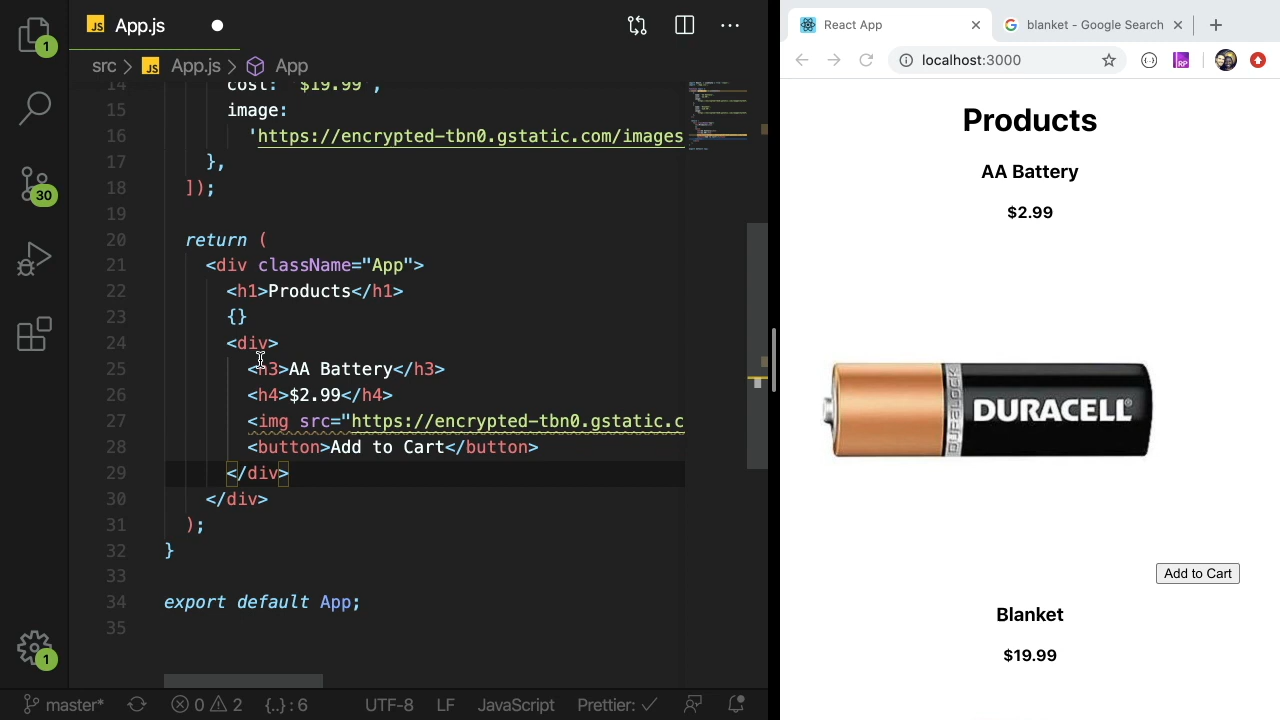 1
30
1
JS App.js
src > JS App.js > App
14 cost: '$19.99',
15 image:
16 'https://encrypted-tbn0.gstatic.com/images
17 },
18 ]);
19
20 return (
21 <div className="App">
22 <h1>Products</h1>
23 {}
24 <div>
25 <h3>AA Battery</h3>
26 <h4>$2.99</h4>
27 <img src="https://encrypted-tbn0.gstatic.c
28 <button>Add to Cart</button>
29 </div>
30 </div>
31 );
32 }
33
34 export default App;
35
master* 0 2 {..}: 6 UTF-8 LF JavaScript Prettier: ✓
React App
G blanket - Google Search
localhost:3000
RP
Products
AA Battery
$2.99
DURALOCK
DURACELL
Add to Cart
Blanket
$19.99